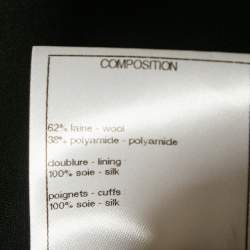 COMPOSITION
62% laine - wool
38% polyamide - polyamide
doublure - lining
100% soie - silk
poignets - cuffs
100% soie - silk